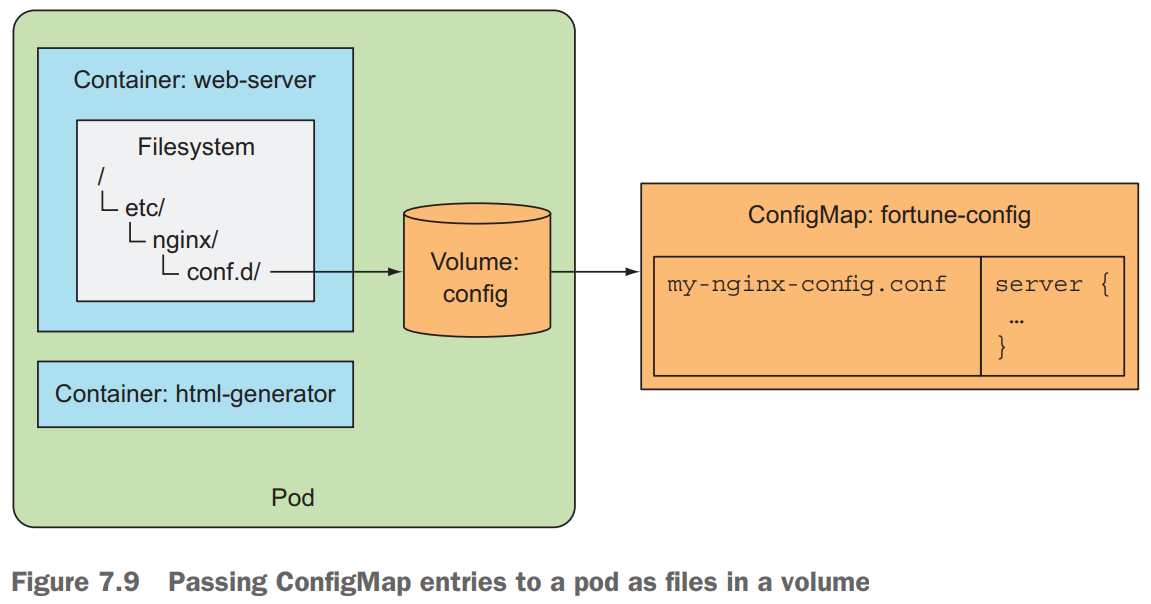 Container: web-server
Filesystem
/
etc/
nginx/
conf.d/
Volume:
config
Container: html-generator
Pod
ConfigMap: fortune-config
my-nginx-config.conf
server {
…
}
Figure 7.9 Passing ConfigMap entries to a pod as files in a volume